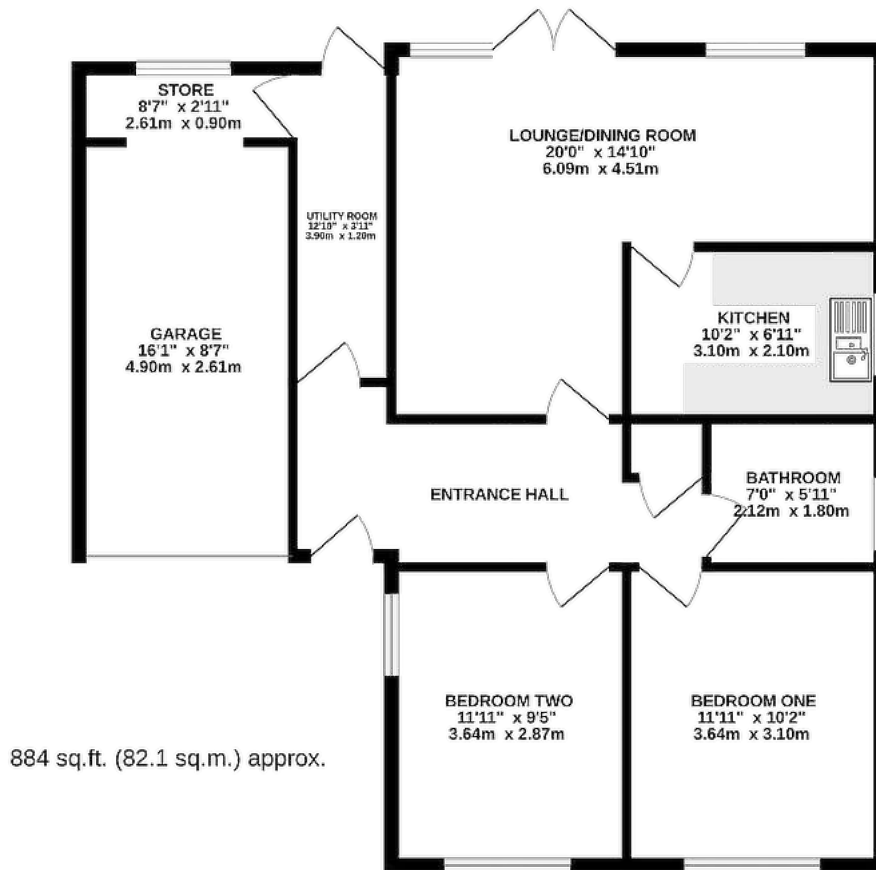 STORE
8'7" x 2'11"
2.61m x 0.90m
LOUNGE/DINING ROOM
20'0" x 14'10"
6.09m x 4.51m
UTILITY ROOM
12'10" x 3'11"
3.90m x 1.20m
GARAGE
16'1" x 8'7"
4.90m x 2.61m
KITCHEN
10'2" x 6'11"
3.10m x 2.10m
ENTRANCE HALL
BATHROOM
7'0" x 5'11"
2.12m x 1.80m
BEDROOM TWO
11'11" x 9'5"
3.64m x 2.87m
BEDROOM ONE
11'11" x 10'2"
3.64m x 3.10m
884 sq.ft. (82.1 sq.m.) approx.